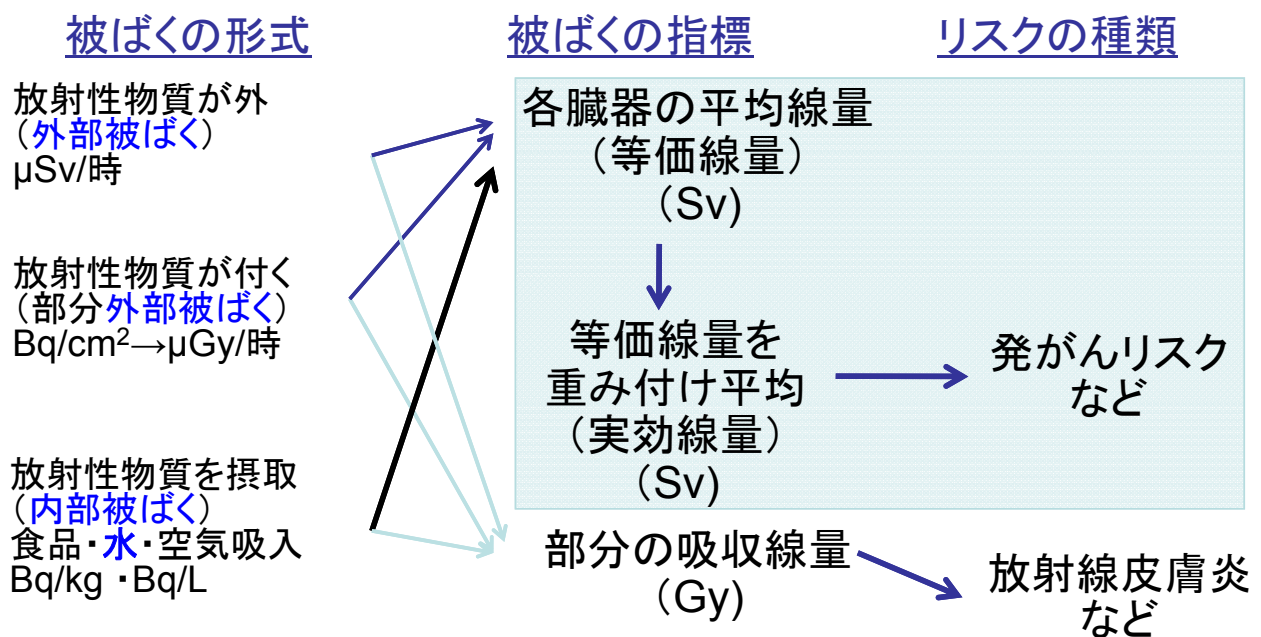 被ばくの形式
被ばくの指標
リスクの種類
放射性物質が外
（外部被ばく）
μSv/時
放射性物質が付く
（部分外部被ばく）
Bq/cm²→μGy/時
放射性物質を摂取
（内部被ばく）
食品・水・空気吸入
Bq/kg ・Bq/L
各臓器の平均線量
（等価線量）
（Sv)
等価線量を
重み付け平均
（実効線量）
（Sv)
部分の吸収線量
（Gy)
発がんリスク
など
放射線皮膚炎
など